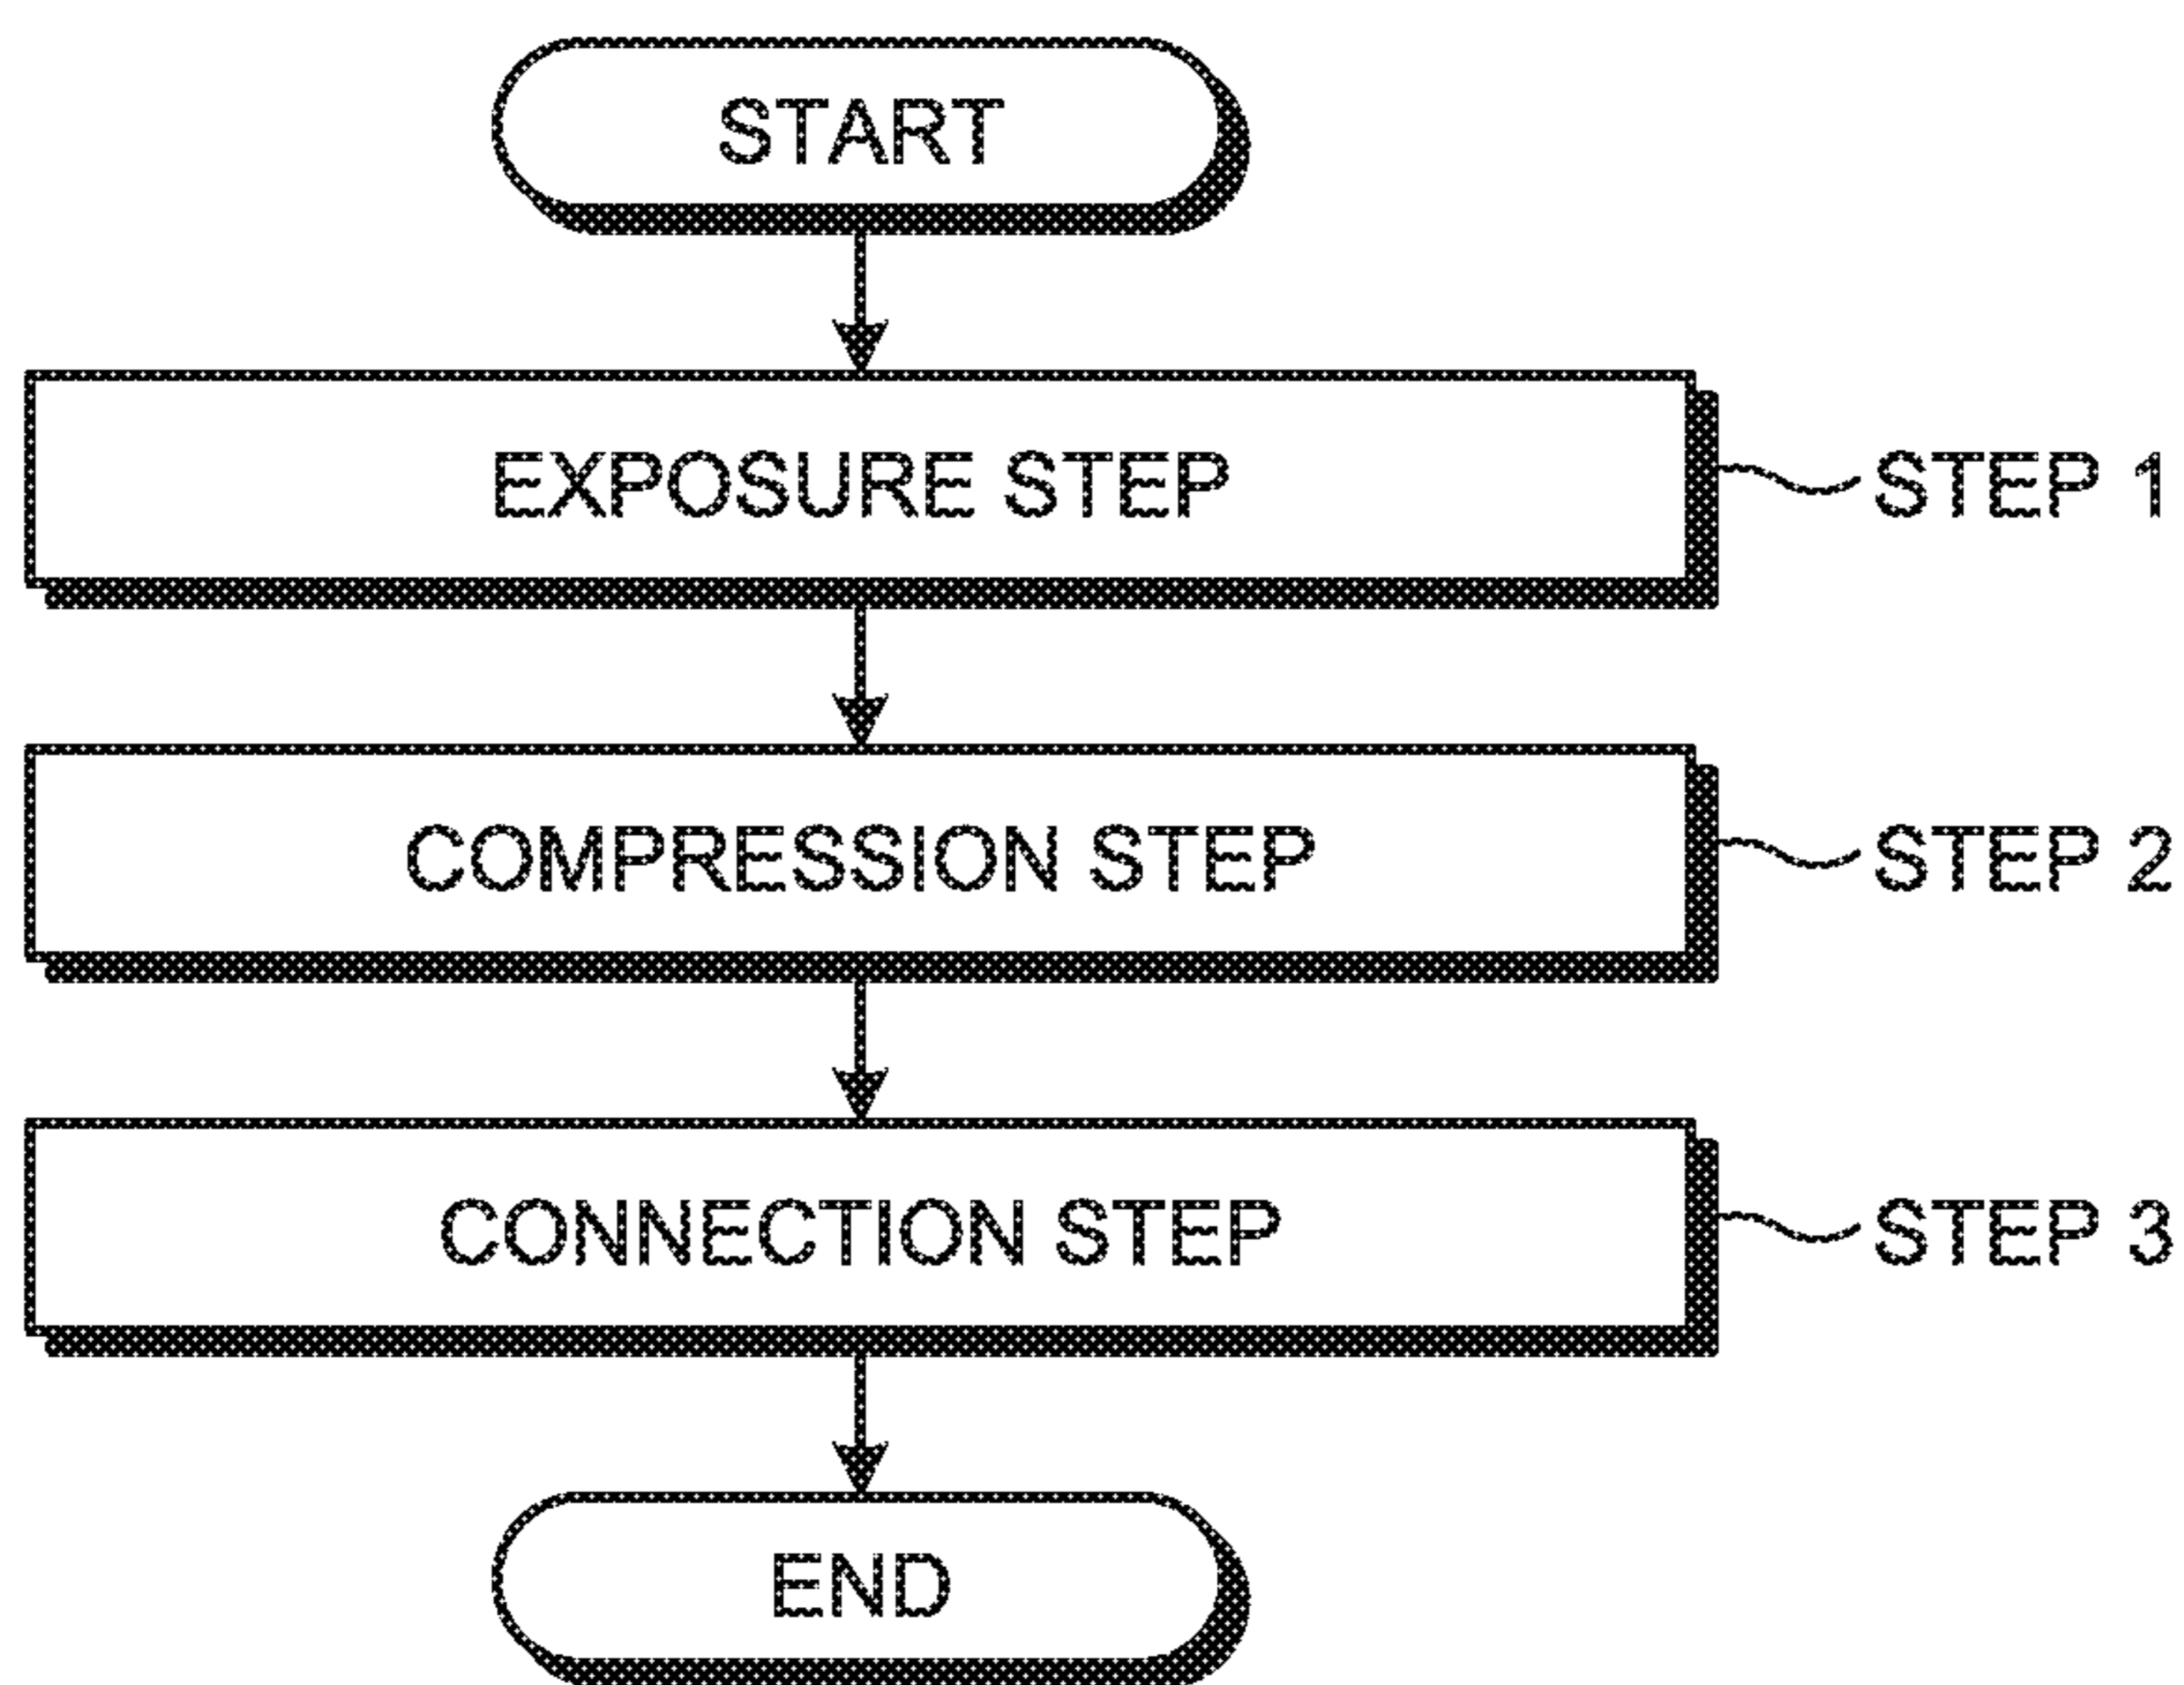 START
EXPOSURE STEP
STEP 1
COMPRESSION STEP
STEP 2
CONNECTION STEP
STEP 3
END